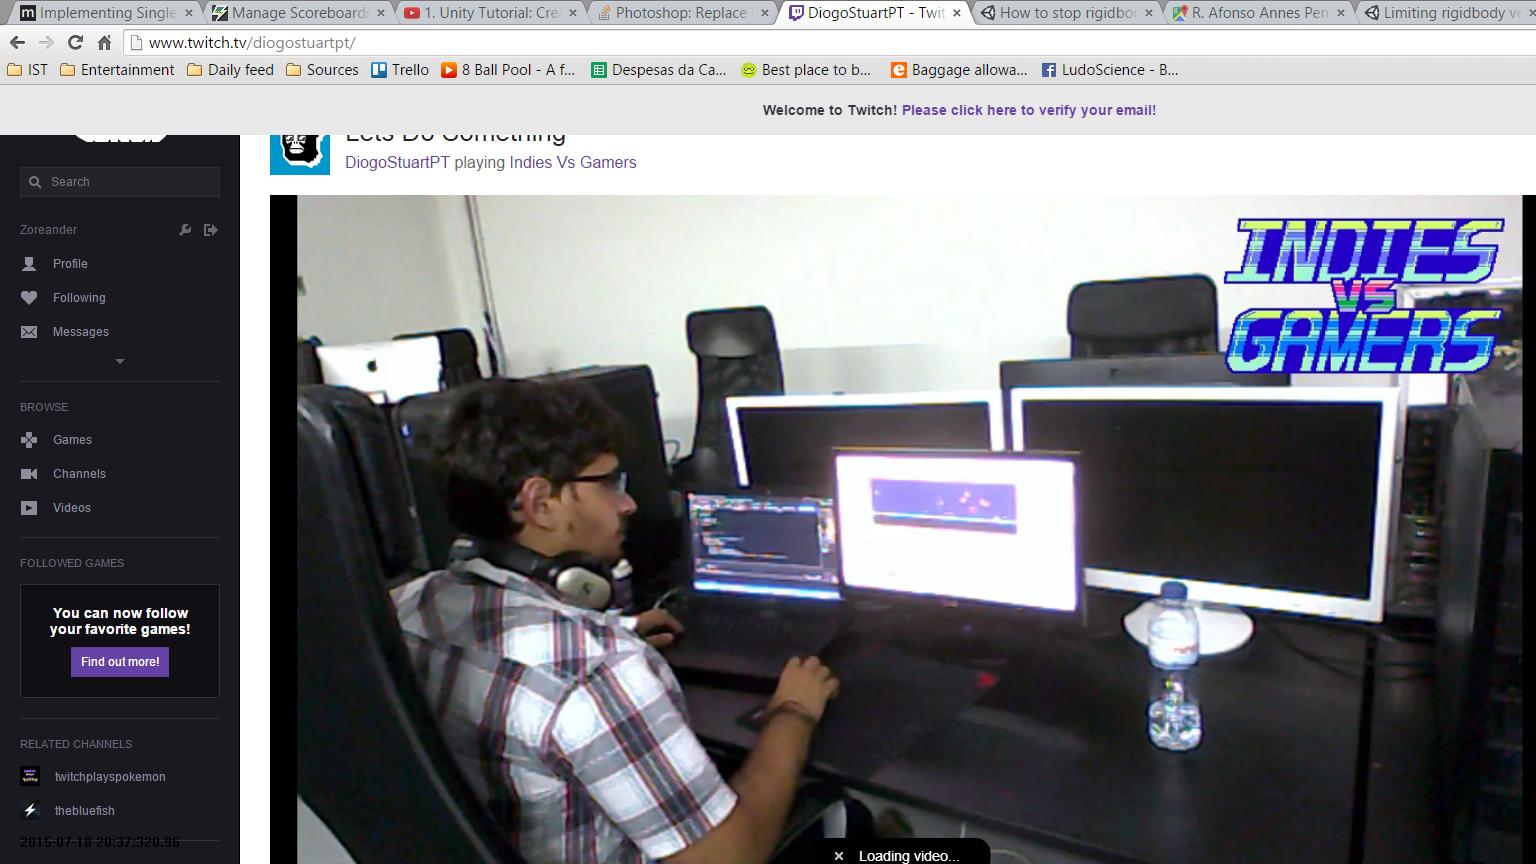 Implementing Single
Manage Scoreboards
1. Unity Tutorial: Cre
Photoshop: Replace
DiogoStuartPT - Twit
How to stop rigidbo
R. Afonso Annes Pen
Limiting rigidbody ve
www.twitch.tv/diogostuartpt/
IST
Entertainment
Daily feed
Sources
Trello
8 Ball Pool - A f...
Despesas da Ca...
Best place to b...
Baggage allowa...
LudoScience - B...
Welcome to Twitch! Please click here to verify your email!
Lets Do Something
DiogoStuartPT playing Indies Vs Gamers
Search
Zoreander
Profile
Following
Messages
BROWSE
Games
Channels
Videos
FOLLOWED GAMES
You can now follow
your favorite games!
Find out more!
RELATED CHANNELS
twitchplayspokemon
thebluefish
2015-07-18 20:37:320.96
INDIES
VS
GAMERS
Loading video...